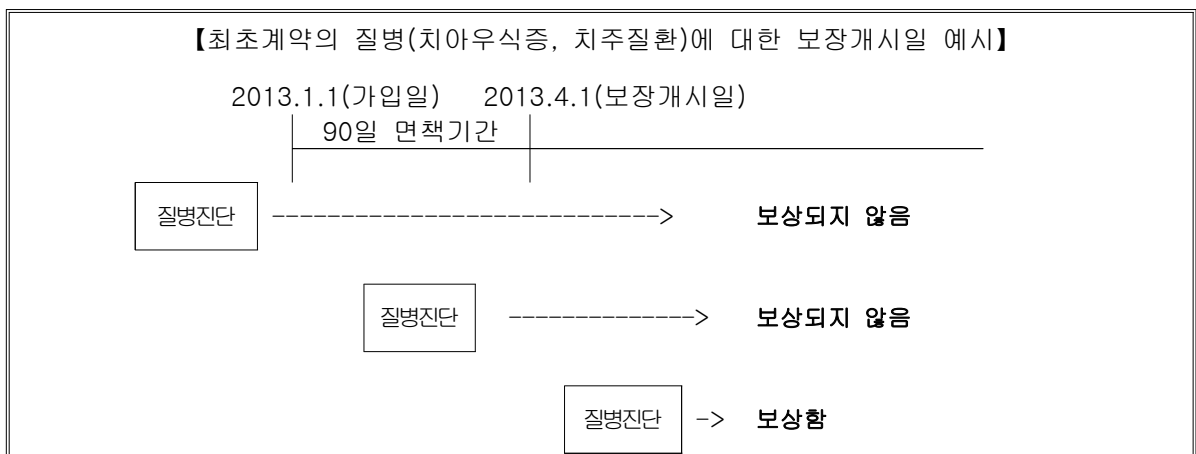 【최초계약의 질병(치아우식증, 치주질환)에 대한 보장개시일 예시】
2013.1.1(가입일) 2013.4.1(보장개시일)
90일 면책기간
질병진단 ----------------------------> 보상되지 않음
질병진단 --------------> 보상되지 않음
질병진단 -> 보상함